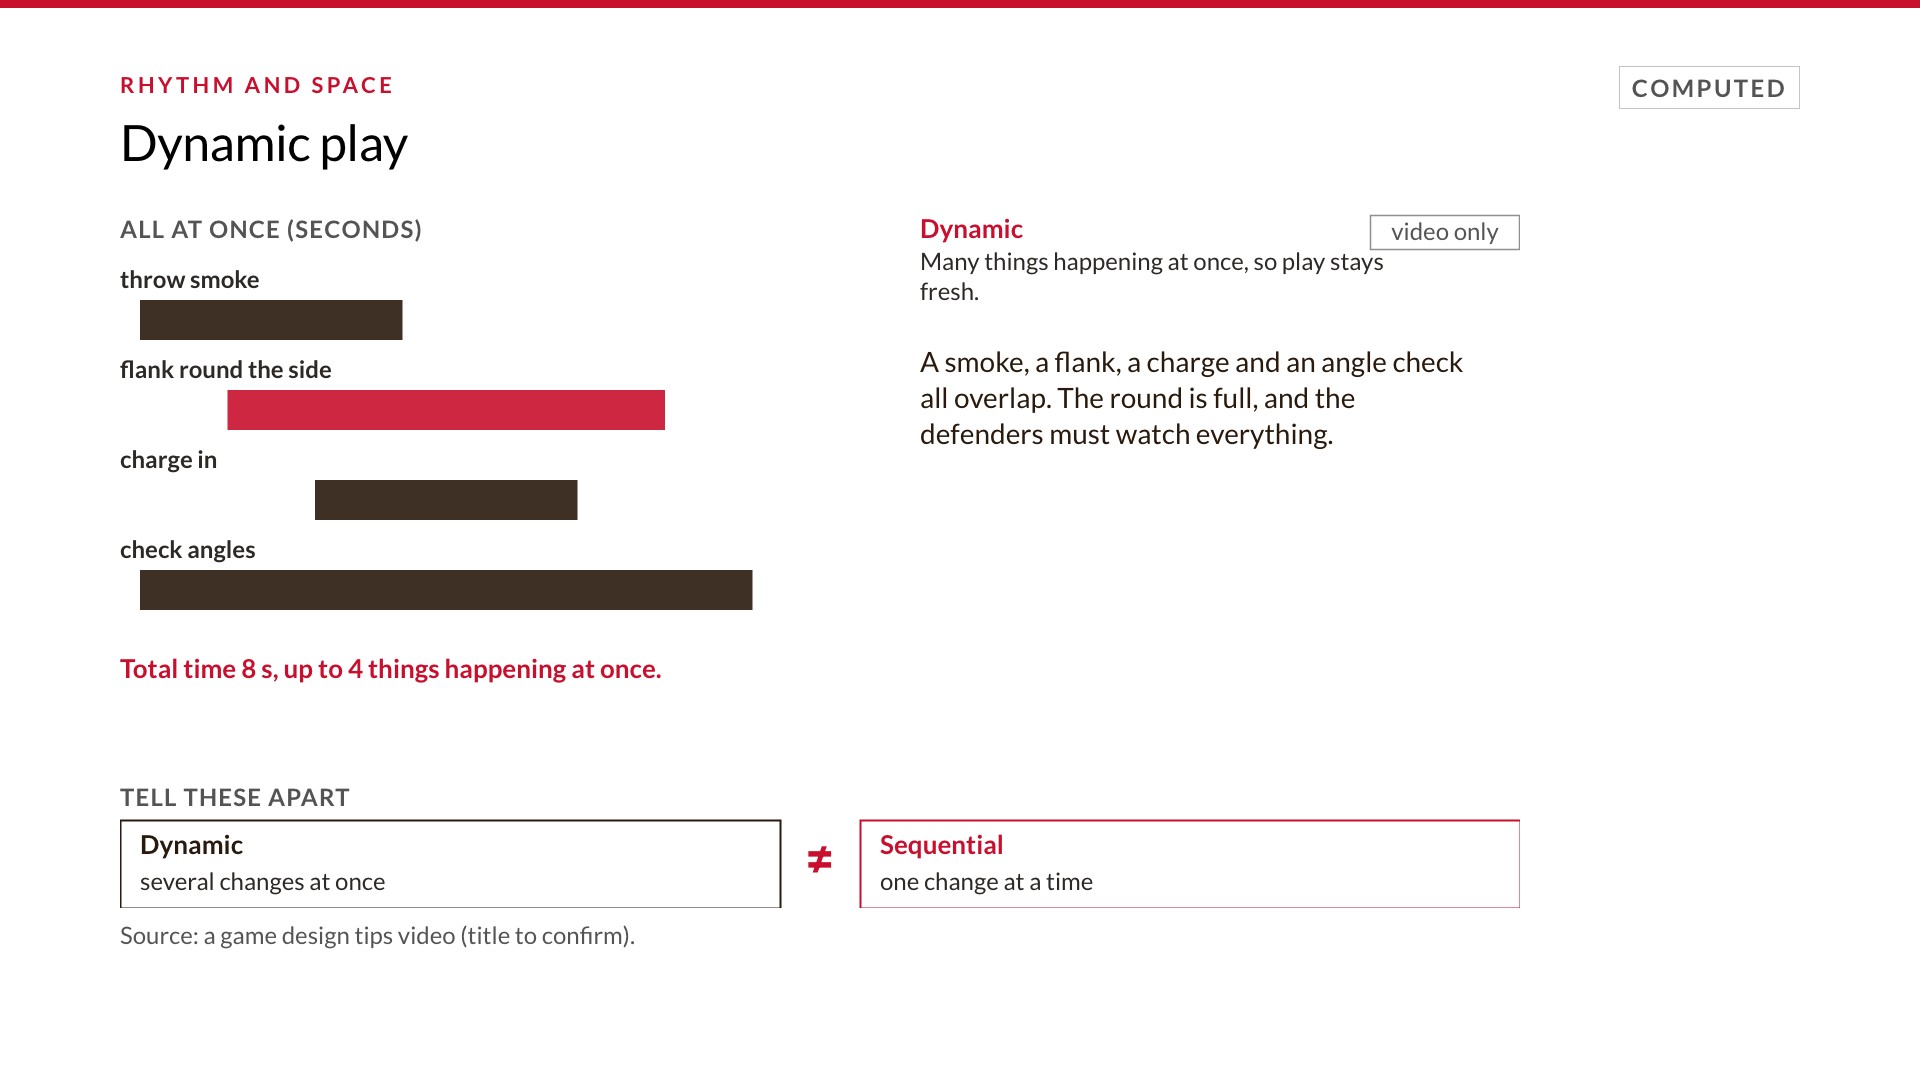 RHYTHM AND SPACE
COMPUTED
Dynamic play
ALL AT ONCE (SECONDS)
throw smoke
flank round the side
charge in
check angles
Total time 8 s, up to 4 things happening at once.
Dynamic
video only
Many things happening at once, so play stays
fresh.
A smoke, a flank, a charge and an angle check
all overlap. The round is full, and the
defenders must watch everything.
TELL THESE APART
Dynamic
several changes at once
≠
Sequential
one change at a time
Source: a game design tips video (title to confirm).